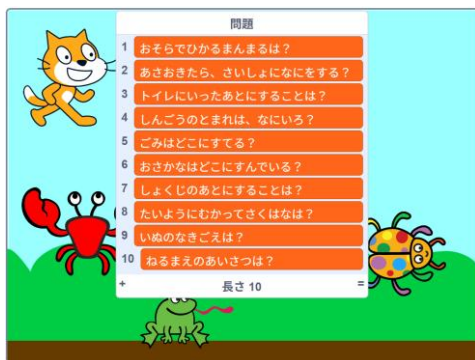 問題
1 おそらでひかるまんまるは？
2 あさおきたら、さいしょになにをする？
3 トイレにいったあとにすることは？
4 しんごうのとまれは、なにいろ？
5 ごみはどこにすてる？
6 おさかなはどこにすんでいる？
7 しょくじのあとにすることは？
8 たいようにむかってさくはなは？
9 いぬのなきごえは？
10 ねるまえのあいさつは？
+ 長さ 10 =